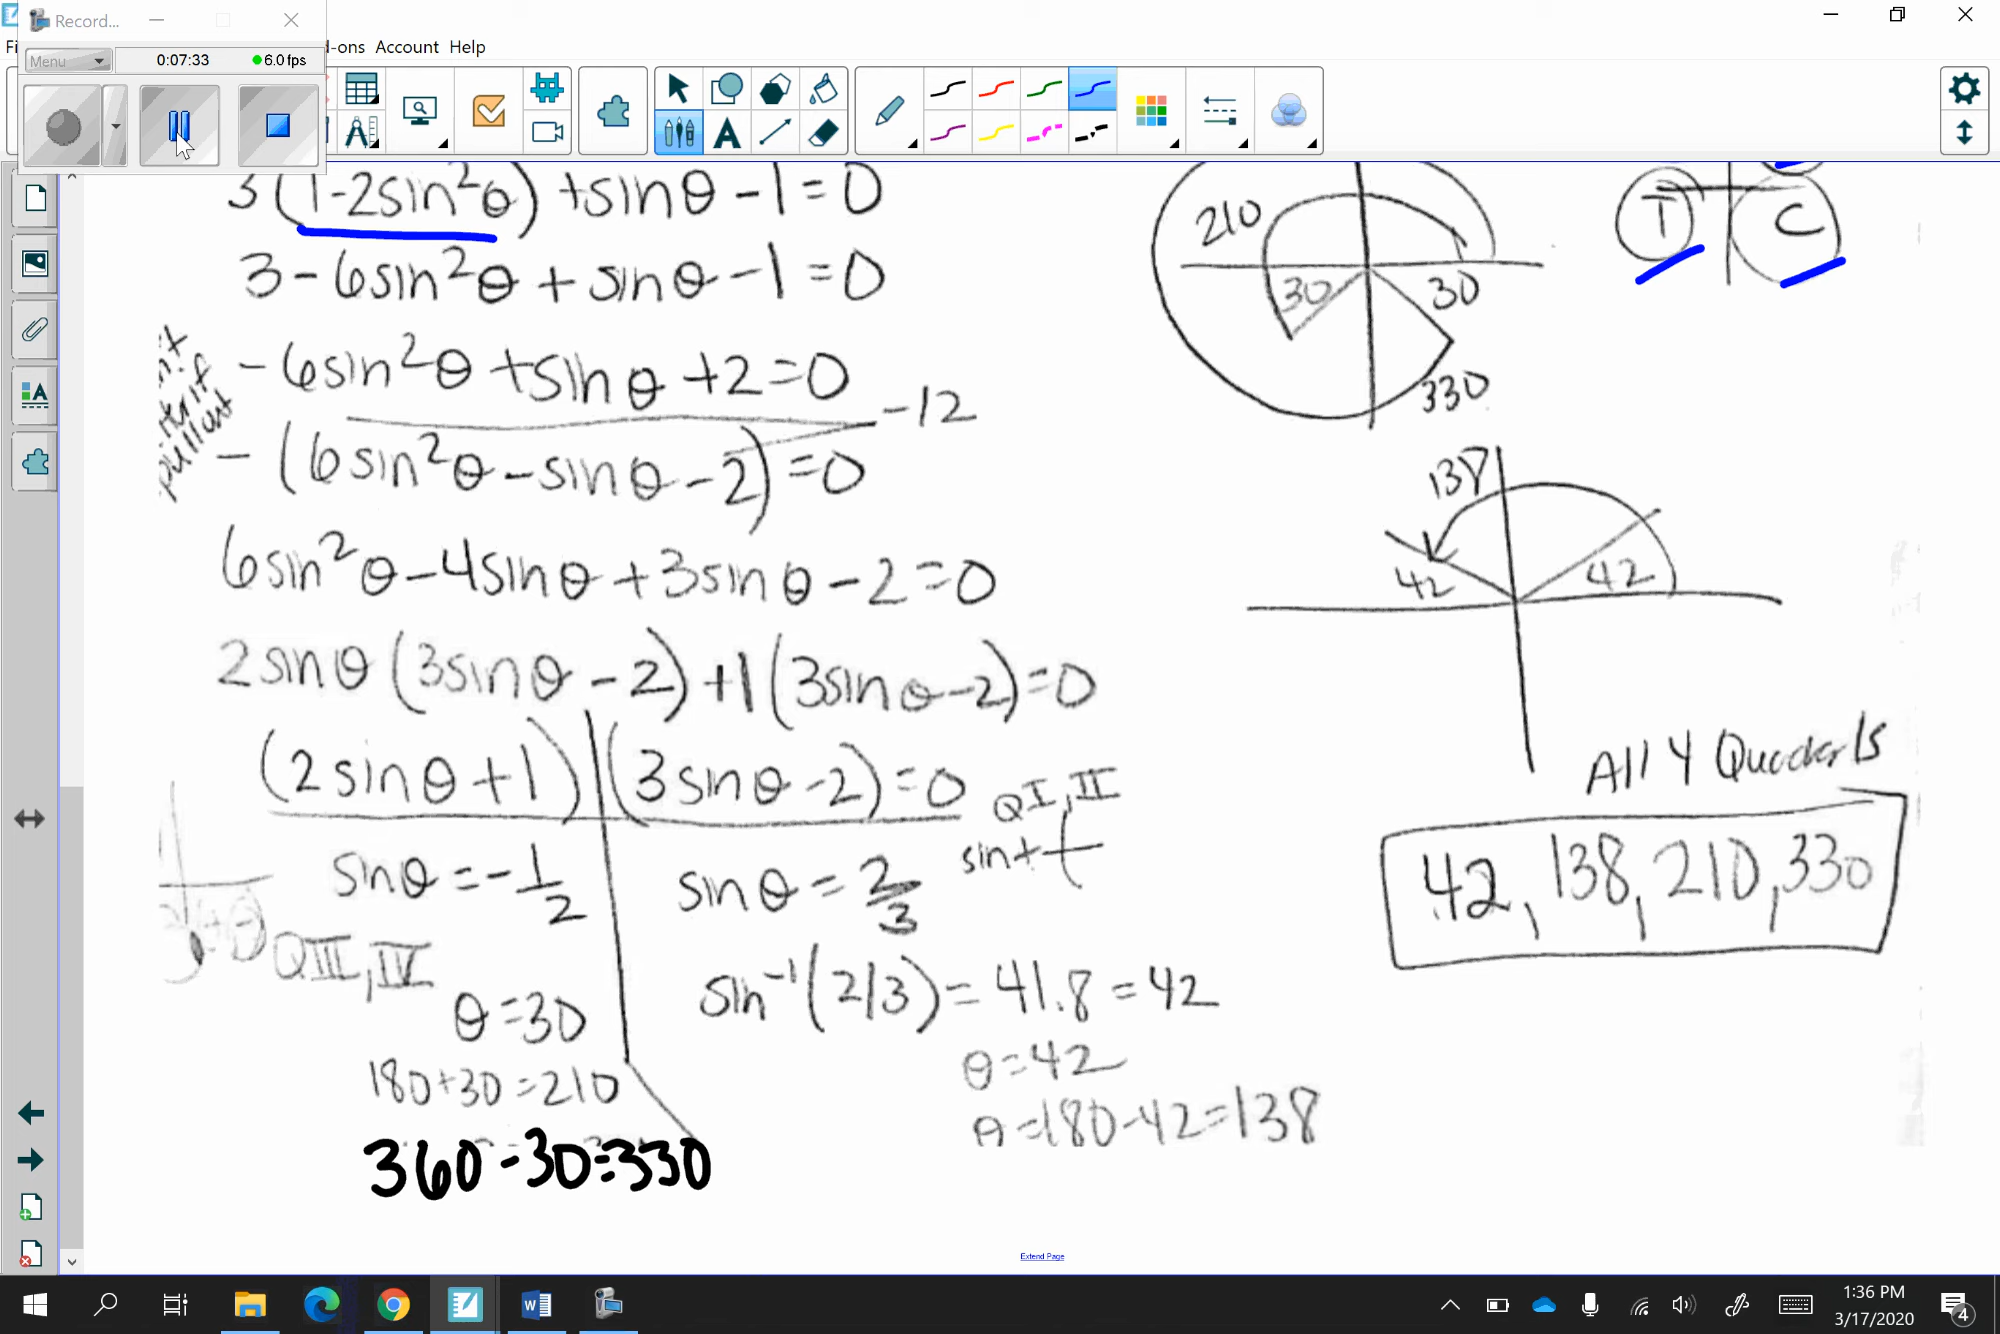 Record...
Menu
0:07:33
6.0 fps
d-ons Account Help
3(1-2sin²θ) + sinθ - 1 = 0
3 - 6sin²θ + sinθ - 1 = 0
-6sin²θ + sinθ + 2 = 0
-12
-(6sin²θ - sinθ - 2) = 0
6sin²θ - 4sinθ + 3sinθ - 2 = 0
2sinθ(3sinθ - 2) + 1(3sinθ - 2) = 0
(2sinθ + 1) (3sinθ - 2) = 0
QI, II
sin +
sinθ = -1/2
QIII, IV
θ = 30
180 + 30 = 210
360 - 30 = 330
sinθ = 2/3
sin⁻¹(2/3) = 41.8 = 42
θ = 42
θ = 180 - 42 = 138
210
30
30
330
T
C
138
42
42
All 4
42, 138, 210, 330
Extend Page
1:36 PM
3/17/2020
4